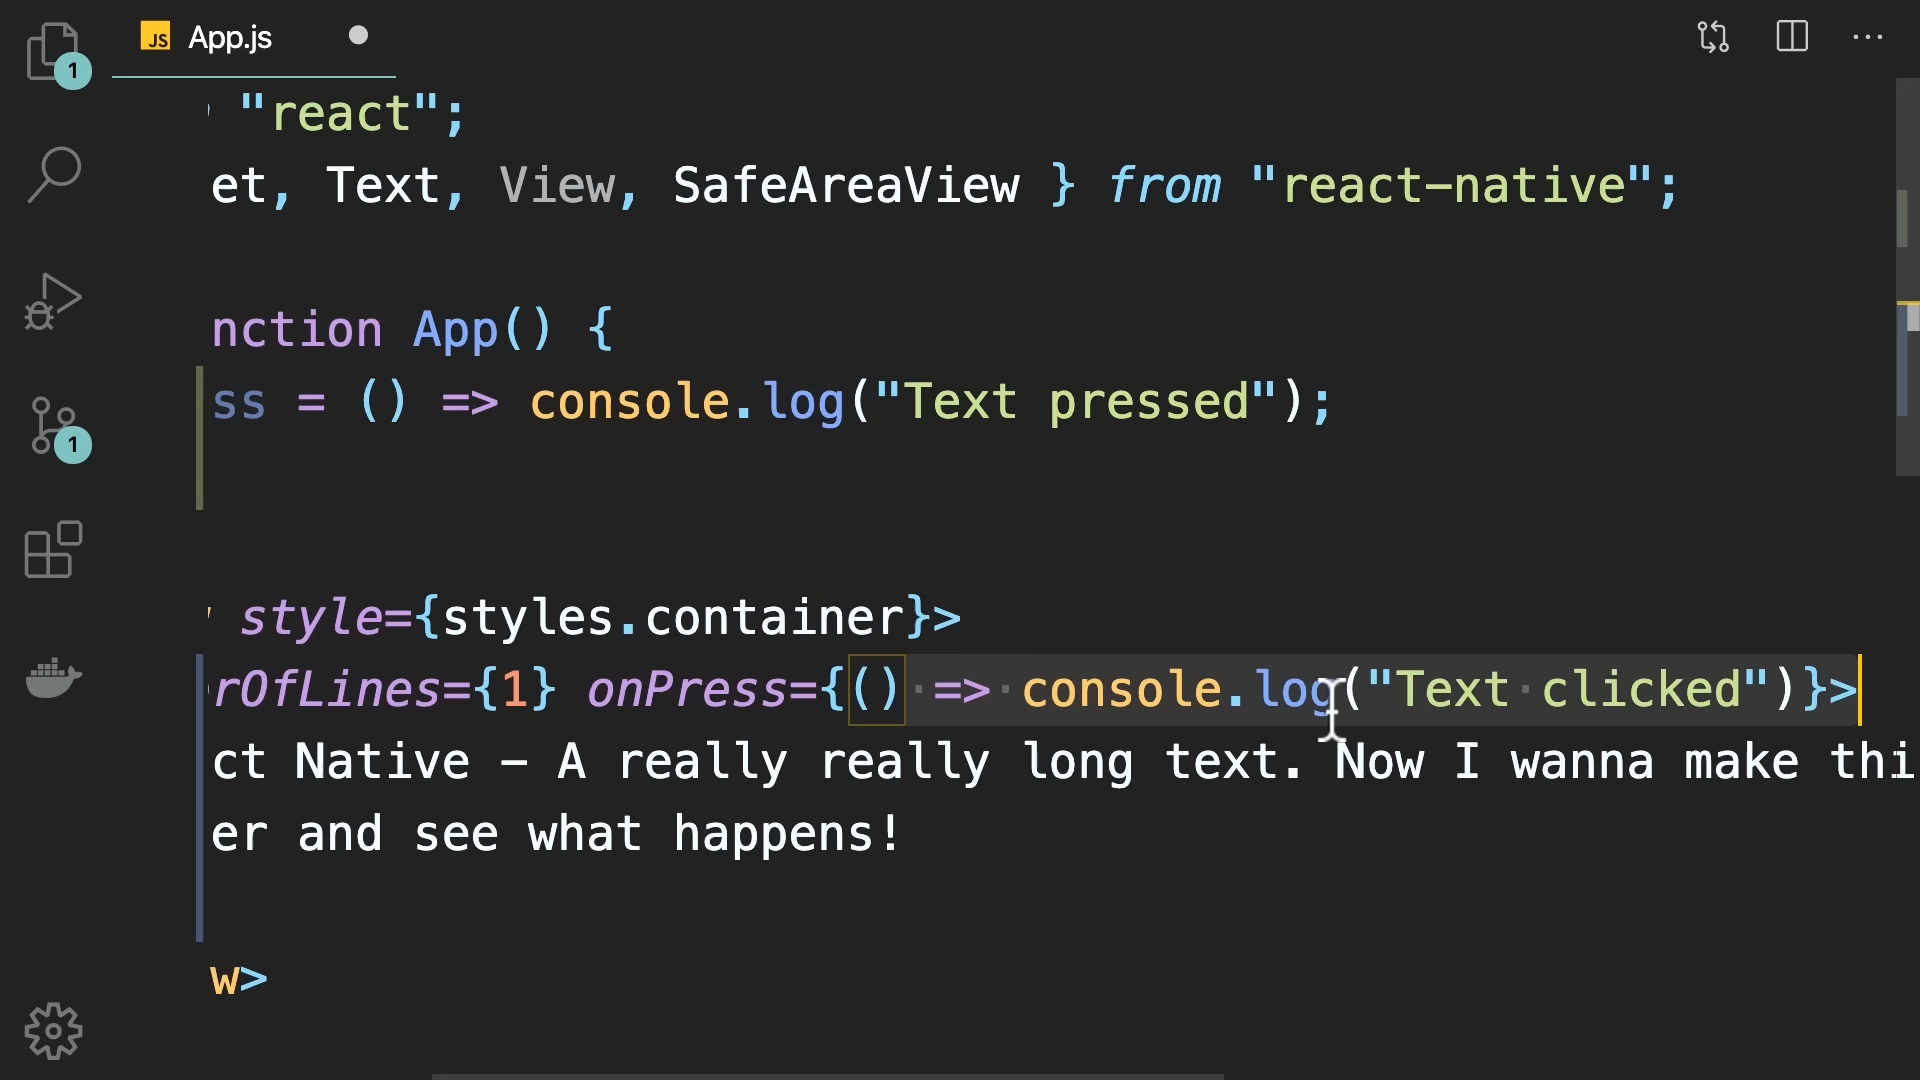 JS App.js
1
"react";
et, Text, View, SafeAreaView } from "react-native";
nction App() {
ss = () => console.log("Text pressed");
1
style={styles.container}>
rOfLines={1} onPress={() => console.log("Text clicked")}>
ct Native - A really really long text. Now I wanna make thi
er and see what happens!
w>